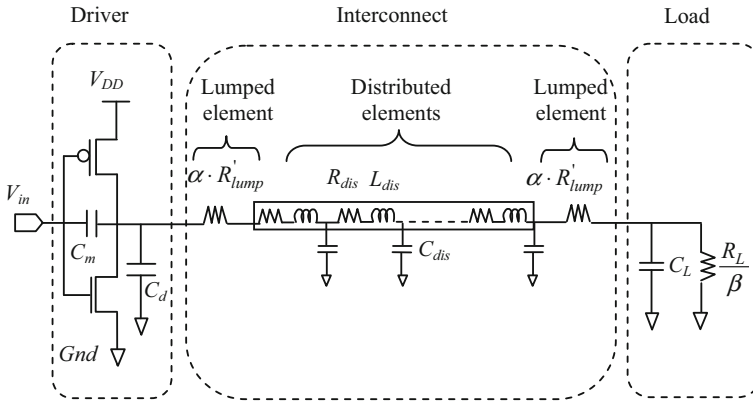 Driver
Interconnect
Load
V_DD
Lumped element
Distributed elements
Lumped element
α · R'_lump
R_dis L_dis
α · R'_lump
V_in
C_m
C_d
C_dis
C_L
R_L/β
Gnd